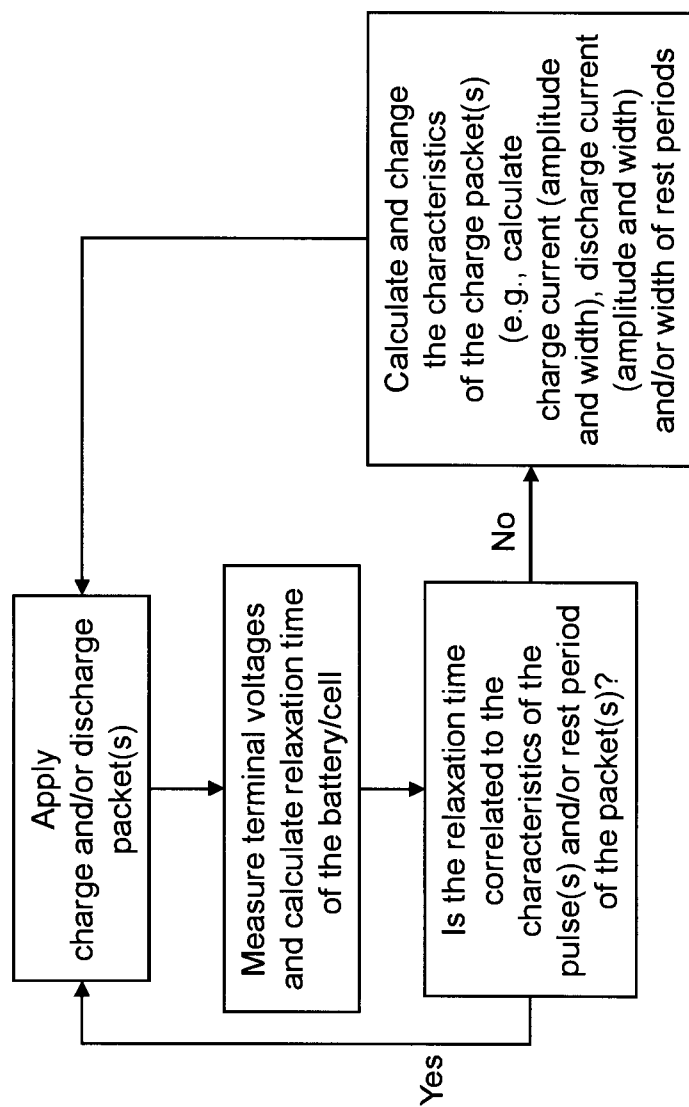 Apply
charge and/or discharge
packet(s)
Measure terminal voltages
and calculate relaxation time
of the battery/cell
Is the relaxation time
correlated to the
characteristics of the
pulse(s) and/or rest period
of the packet(s)?
Yes
No
Calculate and change
the characteristics
of the charge packet(s)
(e.g., calculate
charge current (amplitude
and width), discharge current
(amplitude and width)
and/or width of rest periods